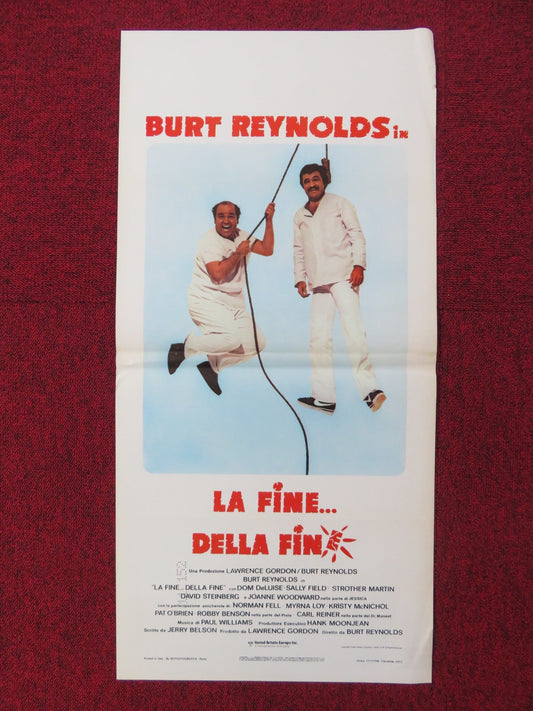 BURT REYNOLDS in
LA FINE...
DELLA FINE
Una Produzione LAWRENCE GORDON/BURT REYNOLDS
BURT REYNOLDS in
"LA FINE... DELLA FINE" con DOM DeLUISE · SALLY FIELD · STROTHER MARTIN
DAVID STEINBERG e JOANNE WOODWARD nella parte di JESSICA
con la partecipazione amichevole di NORMAN FELL · MYRNA LOY · KRISTY McNICHOL
PAT O'BRIEN · ROBBY BENSON nella parte del Prete · CARL REINER nella parte del Dr. Maneet
Musica di PAUL WILLIAMS Produttore Esecutivo HANK MOONJEAN
Scritto da JERRY BELSON Prodotto da LAWRENCE GORDON Diretto da BURT REYNOLDS
United Artists Europa Inc.